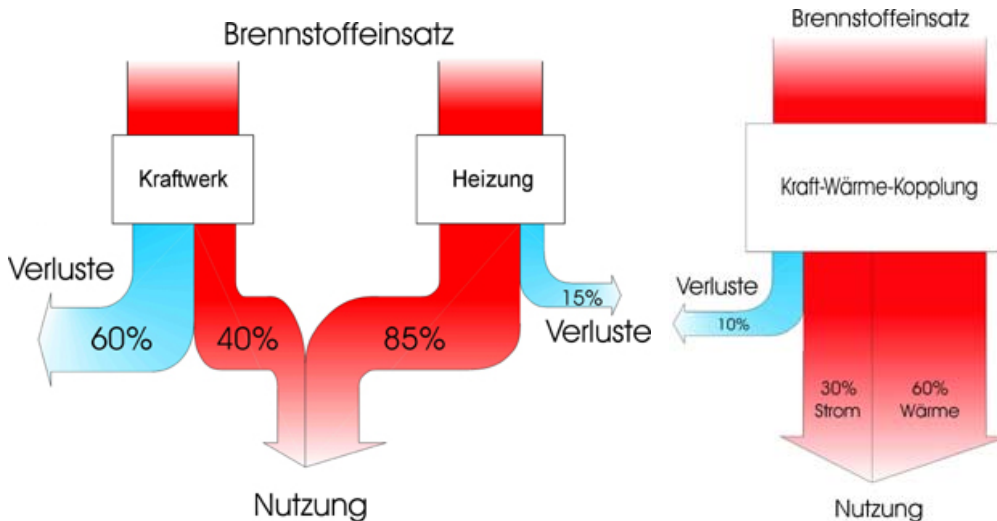 Brennstoffeinsatz
Kraftwerk
Heizung
Verluste
60%
40%
85%
15%
Verluste
Nutzung
Brennstoffeinsatz
Kraft-Wärme-Kopplung
Verluste
10%
30%
Strom
60%
Wärme
Nutzung